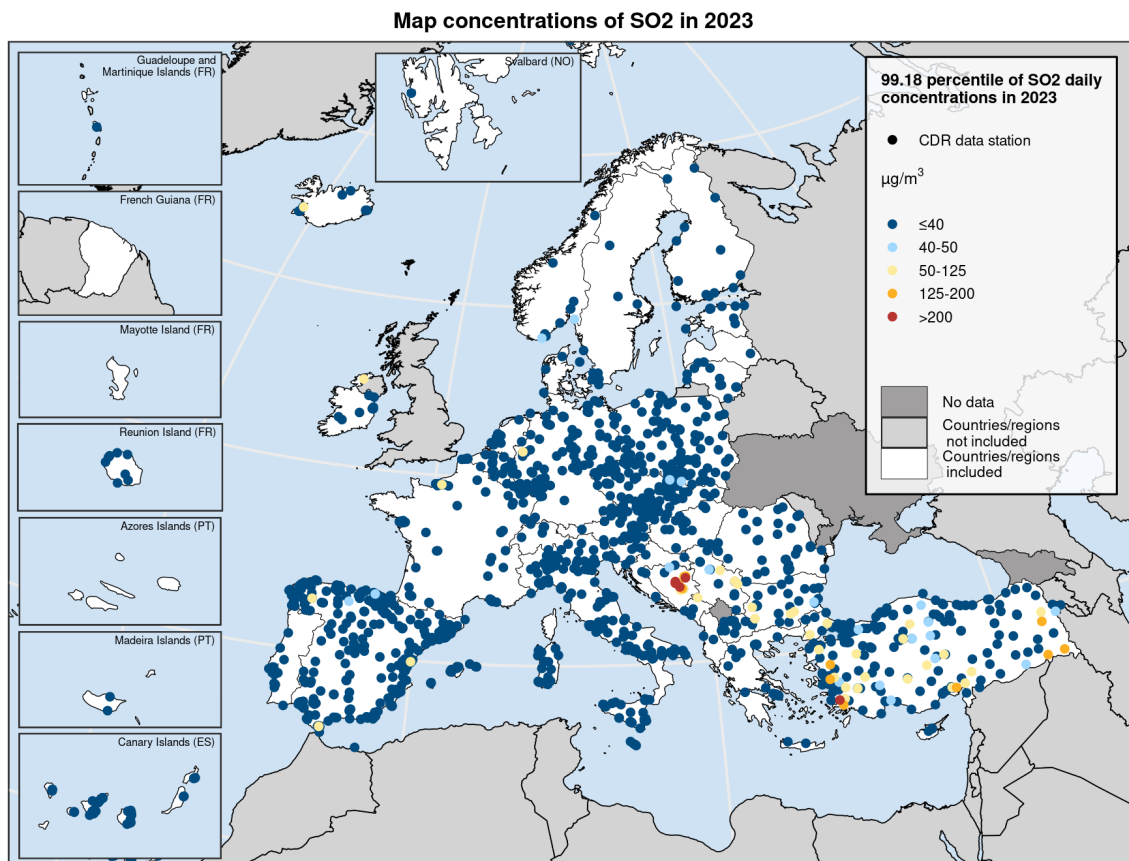 Map concentrations of SO2 in 2023
Guadeloupe and
Martinique Islands (FR)
Svalbard (NO)
French Guiana (FR)
Mayotte Island (FR)
Reunion Island (FR)
Azores Islands (PT)
Madeira Islands (PT)
Canary Islands (ES)
99.18 percentile of SO2 daily
concentrations in 2023
CDR data station
µg/m³
≤40
40-50
50-125
125-200
>200
No data
Countries/regions
not included
Countries/regions
included